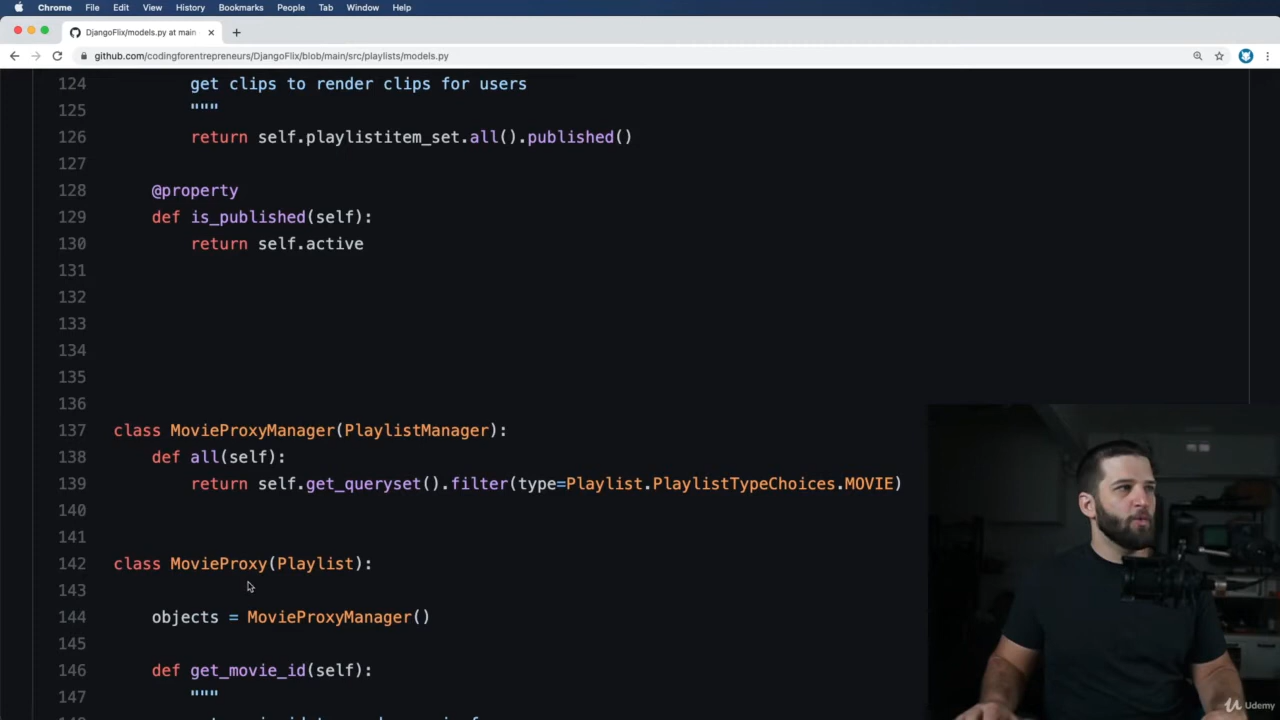 Chrome File Edit View History Bookmarks People Tab Window Help
DjangoFlix/models.py at main
github.com/codingforentrepreneurs/DjangoFlix/blob/main/src/playlists/models.py
124 get clips to render clips for users
125 """
126 return self.playlistitem_set.all().published()
127
128 @property
129 def is_published(self):
130 return self.active
131
132
133
134
135
136
137 class MovieProxyManager(PlaylistManager):
138 def all(self):
139 return self.get_queryset().filter(type=Playlist.PlaylistTypeChoices.MOVIE)
140
141
142 class MovieProxy(Playlist):
143
144 objects = MovieProxyManager()
145
146 def get_movie_id(self):
147 """
Udemy